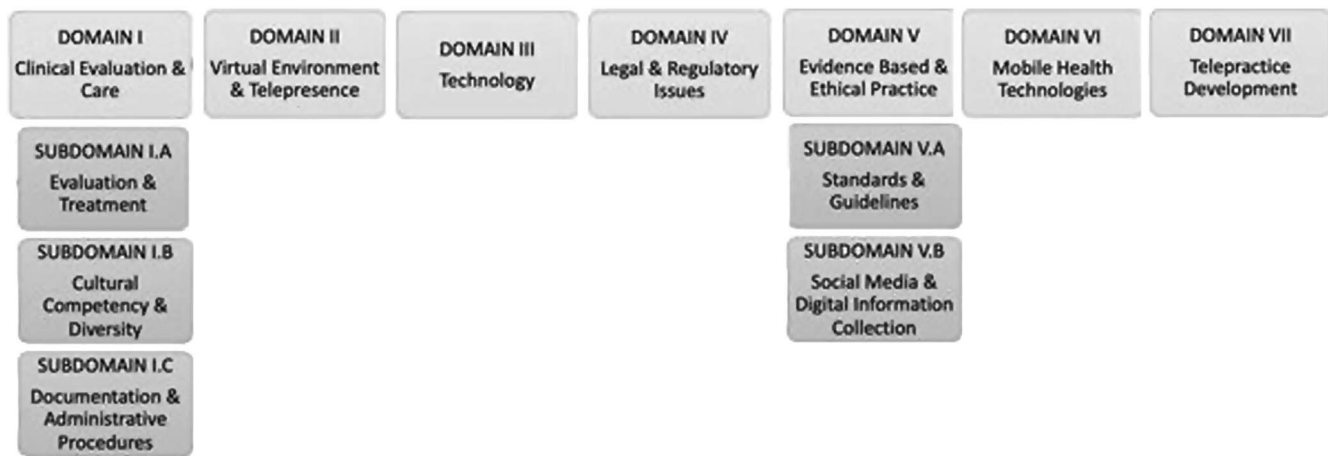 DOMAIN I
Clinical Evaluation &
Care
DOMAIN II
Virtual Environment
& Telepresence
DOMAIN III
Technology
DOMAIN IV
Legal & Regulatory
Issues
DOMAIN V
Evidence Based &
Ethical Practice
DOMAIN VI
Mobile Health
Technologies
DOMAIN VII
Telepractice
Development
SUBDOMAIN I.A
Evaluation &
Treatment
SUBDOMAIN I.B
Cultural
Competency &
Diversity
SUBDOMAIN I.C
Documentation &
Administrative
Procedures
SUBDOMAIN V.A
Standards &
Guidelines
SUBDOMAIN V.B
Social Media &
Digital Information
Collection